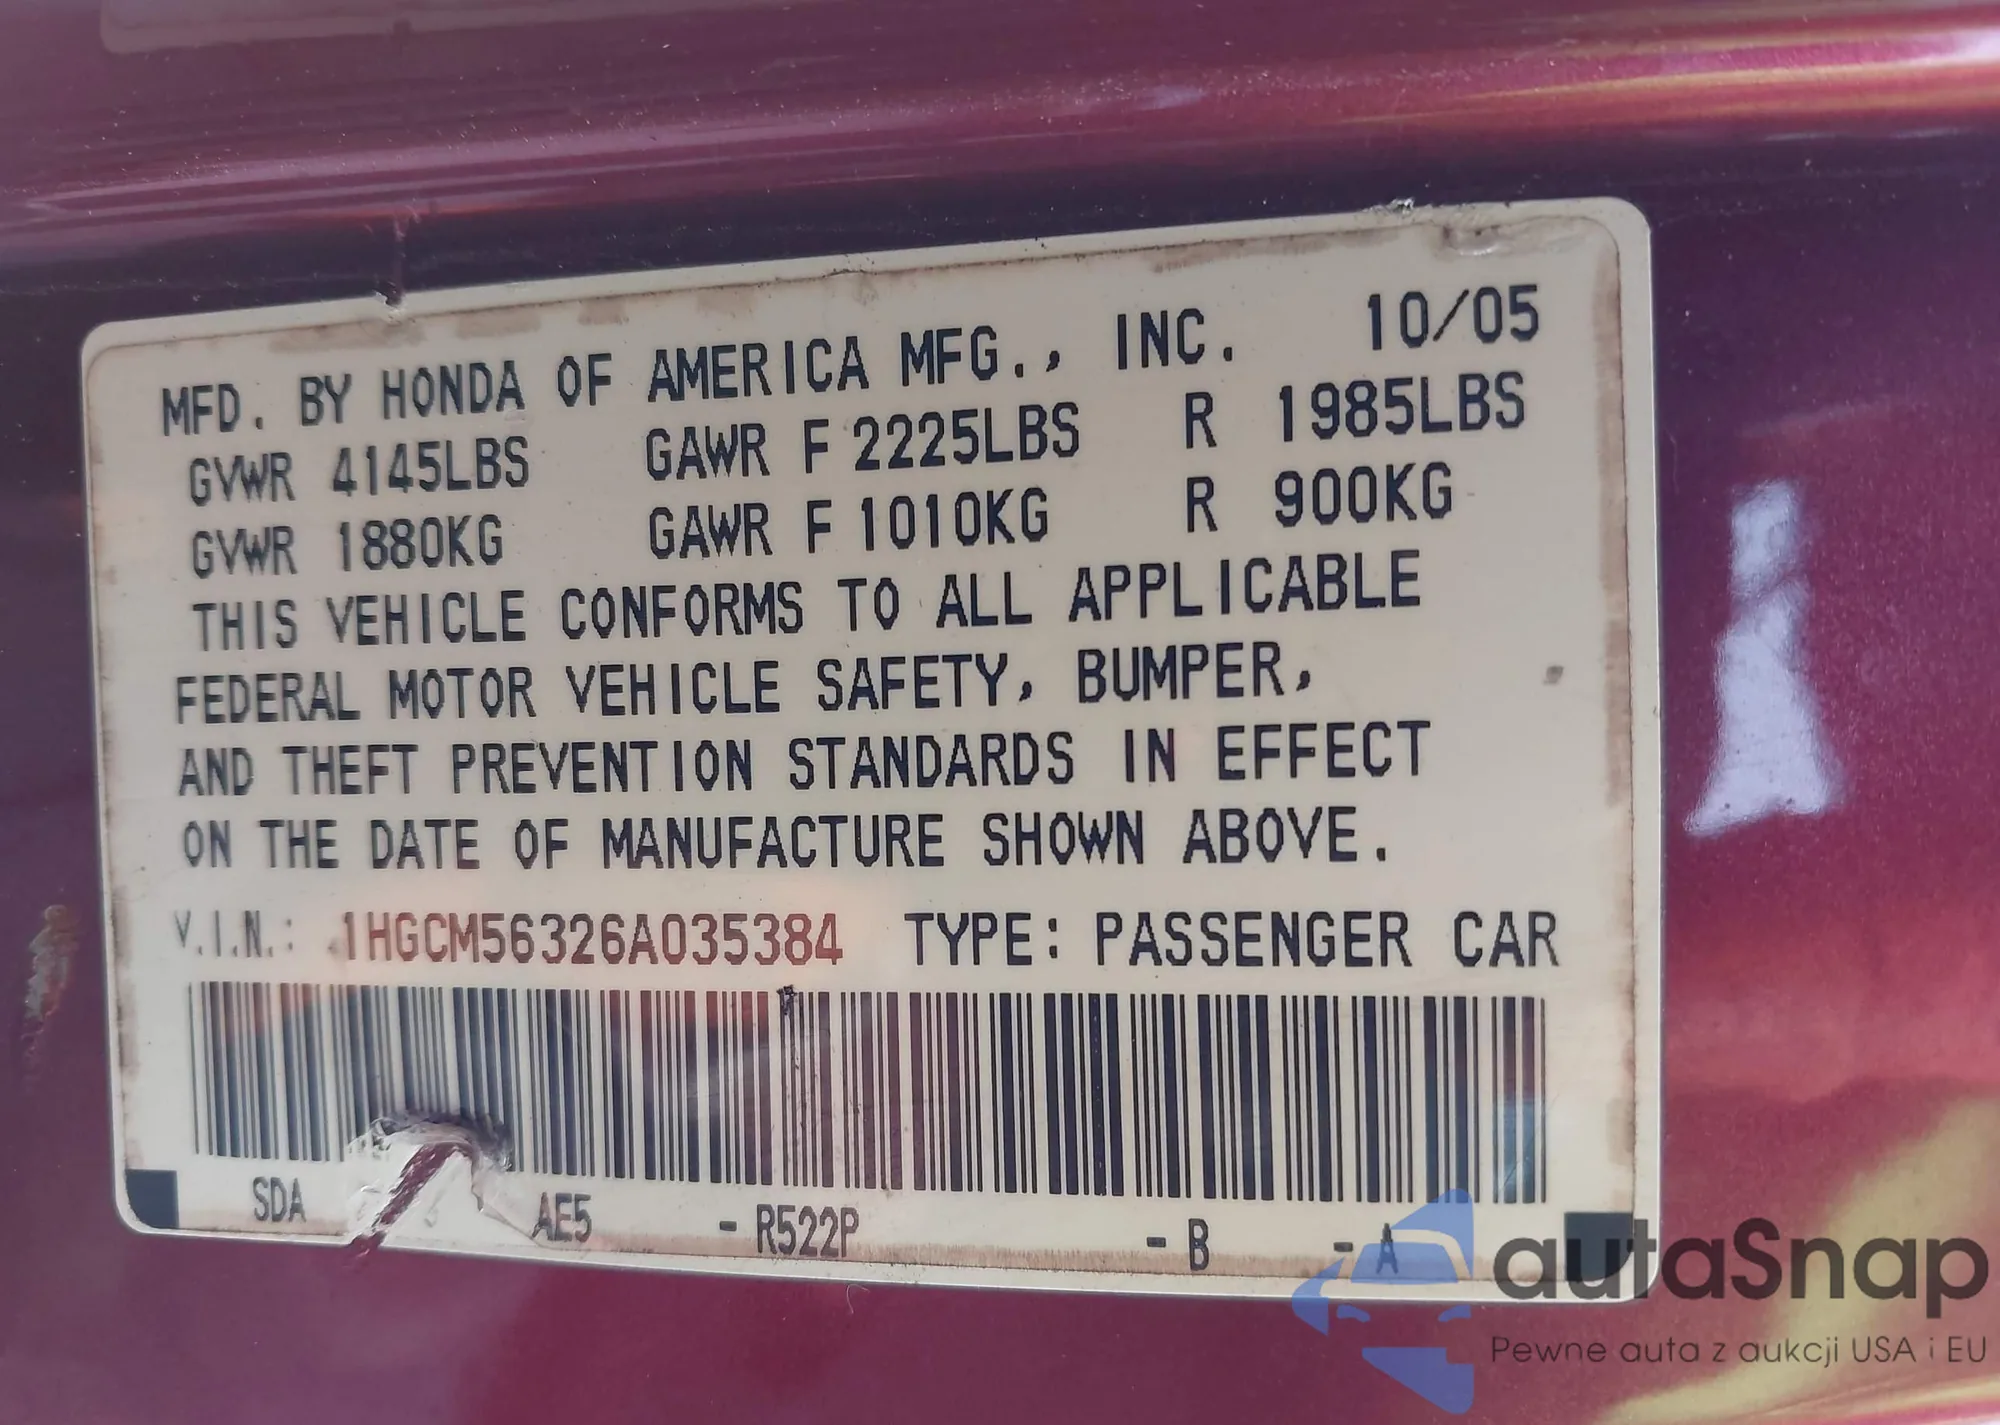 MFD. BY HONDA OF AMERICA MFG., INC. 10/05
GVWR 4145LBS GAWR F 2225LBS R 1985LBS
GVWR 1880KG GAWR F 1010KG R 900KG
THIS VEHICLE CONFORMS TO ALL APPLICABLE
FEDERAL MOTOR VEHICLE SAFETY, BUMPER,
AND THEFT PREVENTION STANDARDS IN EFFECT
ON THE DATE OF MANUFACTURE SHOWN ABOVE.
V.I.N.: 1HGCM56326A035384 TYPE: PASSENGER CAR
SDA AE5 - R522P - B - A
autaSnap
Pewne auta z aukcji USA i EU